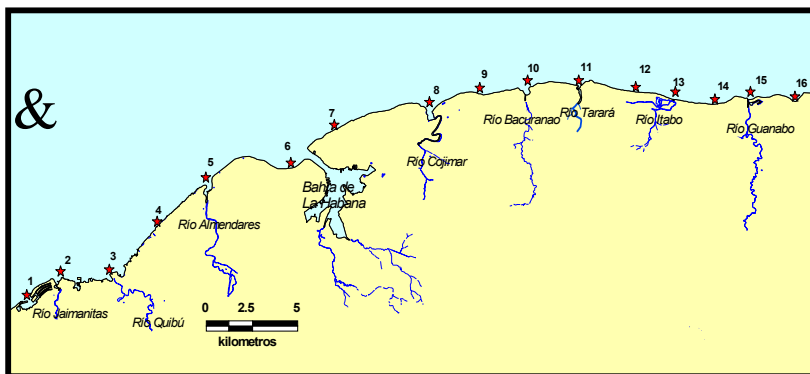 &
1
2
3
4
5
6
7
8
9
10
11
12
13
14
15
16
Río Jaimanitas
Río Quibú
Río Almendares
Bahía de
La Habana
Río Cojimar
Río Bacuranao
Río Tarará
Río Itabo
Río Guanabo
0 2.5 5
kilometros